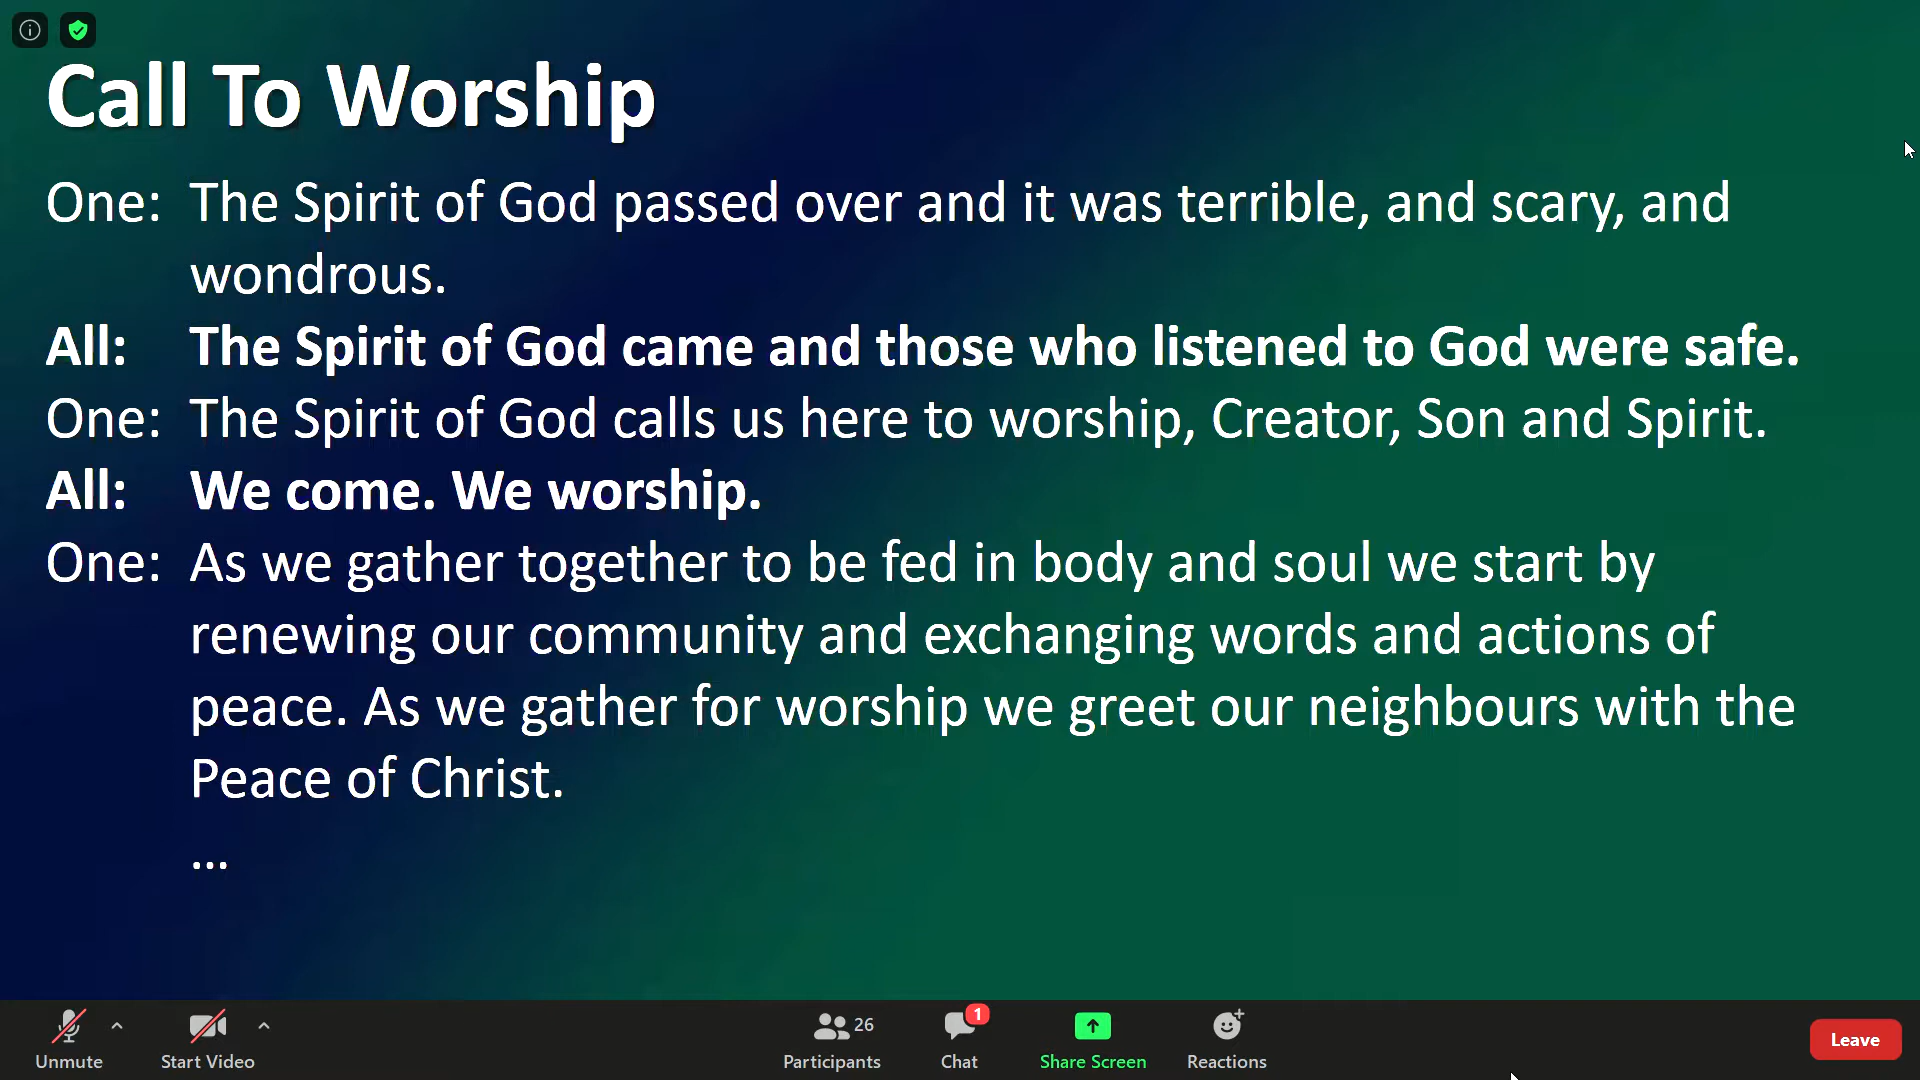 Call To Worship
One: The Spirit of God passed over and it was terrible, and scary, and
wondrous.
All: The Spirit of God came and those who listened to God were safe.
One: The Spirit of God calls us here to worship, Creator, Son and Spirit.
All: We come. We worship.
One: As we gather together to be fed in body and soul we start by
renewing our community and exchanging words and actions of
peace. As we gather for worship we greet our neighbours with the
Peace of Christ.
...
26
1
Unmute
Start Video
Participants
Chat
Share Screen
Reactions
Leave